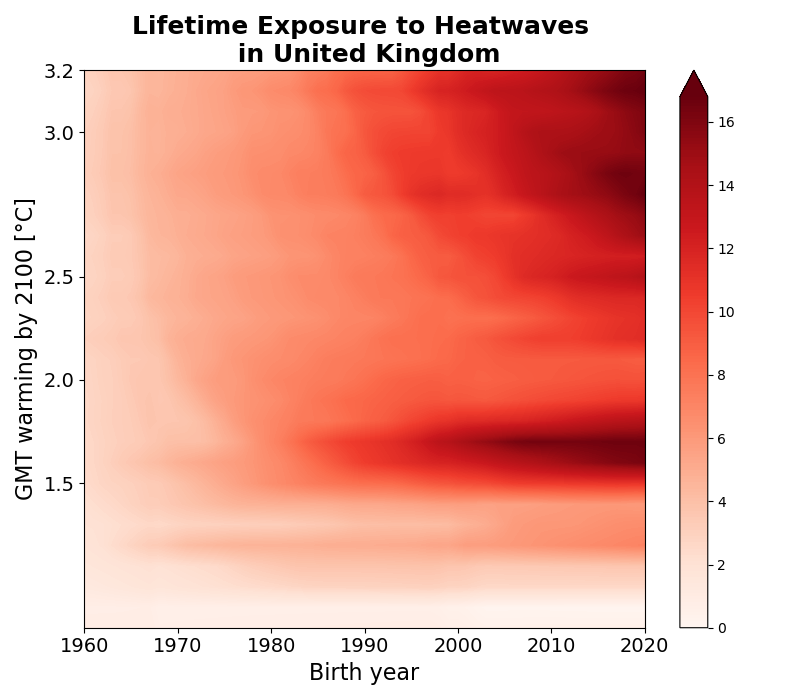 Lifetime Exposure to Heatwaves
in United Kingdom
GMT warming by 2100 [°C]
3.2
3.0
2.5
2.0
1.5
1960 1970 1980 1990 2000 2010 2020
Birth year
16
14
12
10
8
6
4
2
0